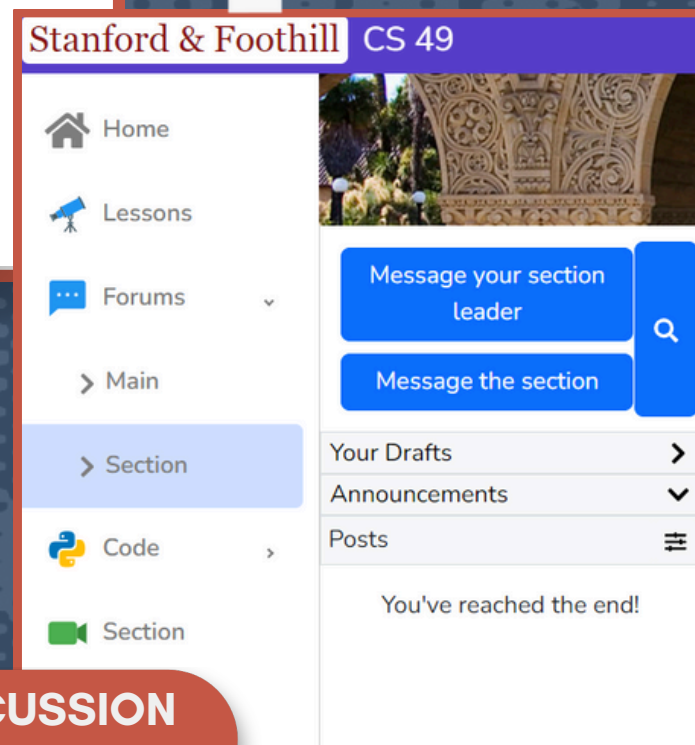 Stanford & Foothill CS 49
Home
Lessons
Forums
Main
Section
Code
Section
Message your section
leader
Message the section
Your Drafts
Announcements
Posts
You've reached the end!
CUSSION